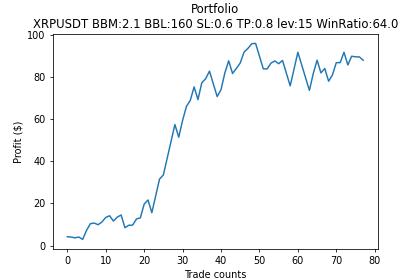 Portfolio
XRPUSDT BBM:2.1 BBL:160 SL:0.6 TP:0.8 lev:15 WinRatio:64.0
100
80
60
40
20
0
Profit ($)
0 10 20 30 40 50 60 70 80
Trade counts